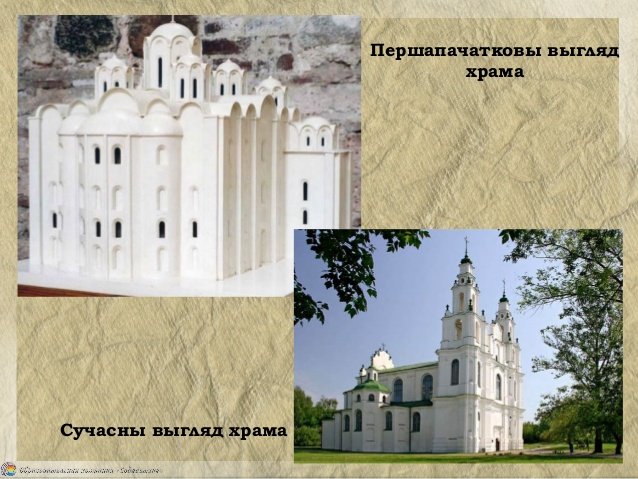 Першапачатковы выгляд
храма
Сучасны выгляд храма